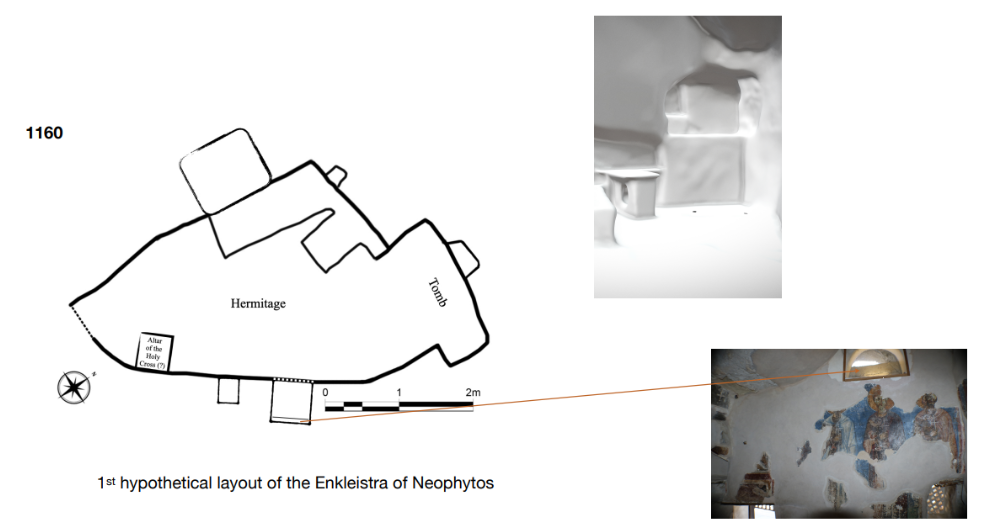 1160
Hermitage
Tomb
Altar
of the
Holy
Cross (?)
N
0 1 2m
1st hypothetical layout of the Enkleistra of Neophytos